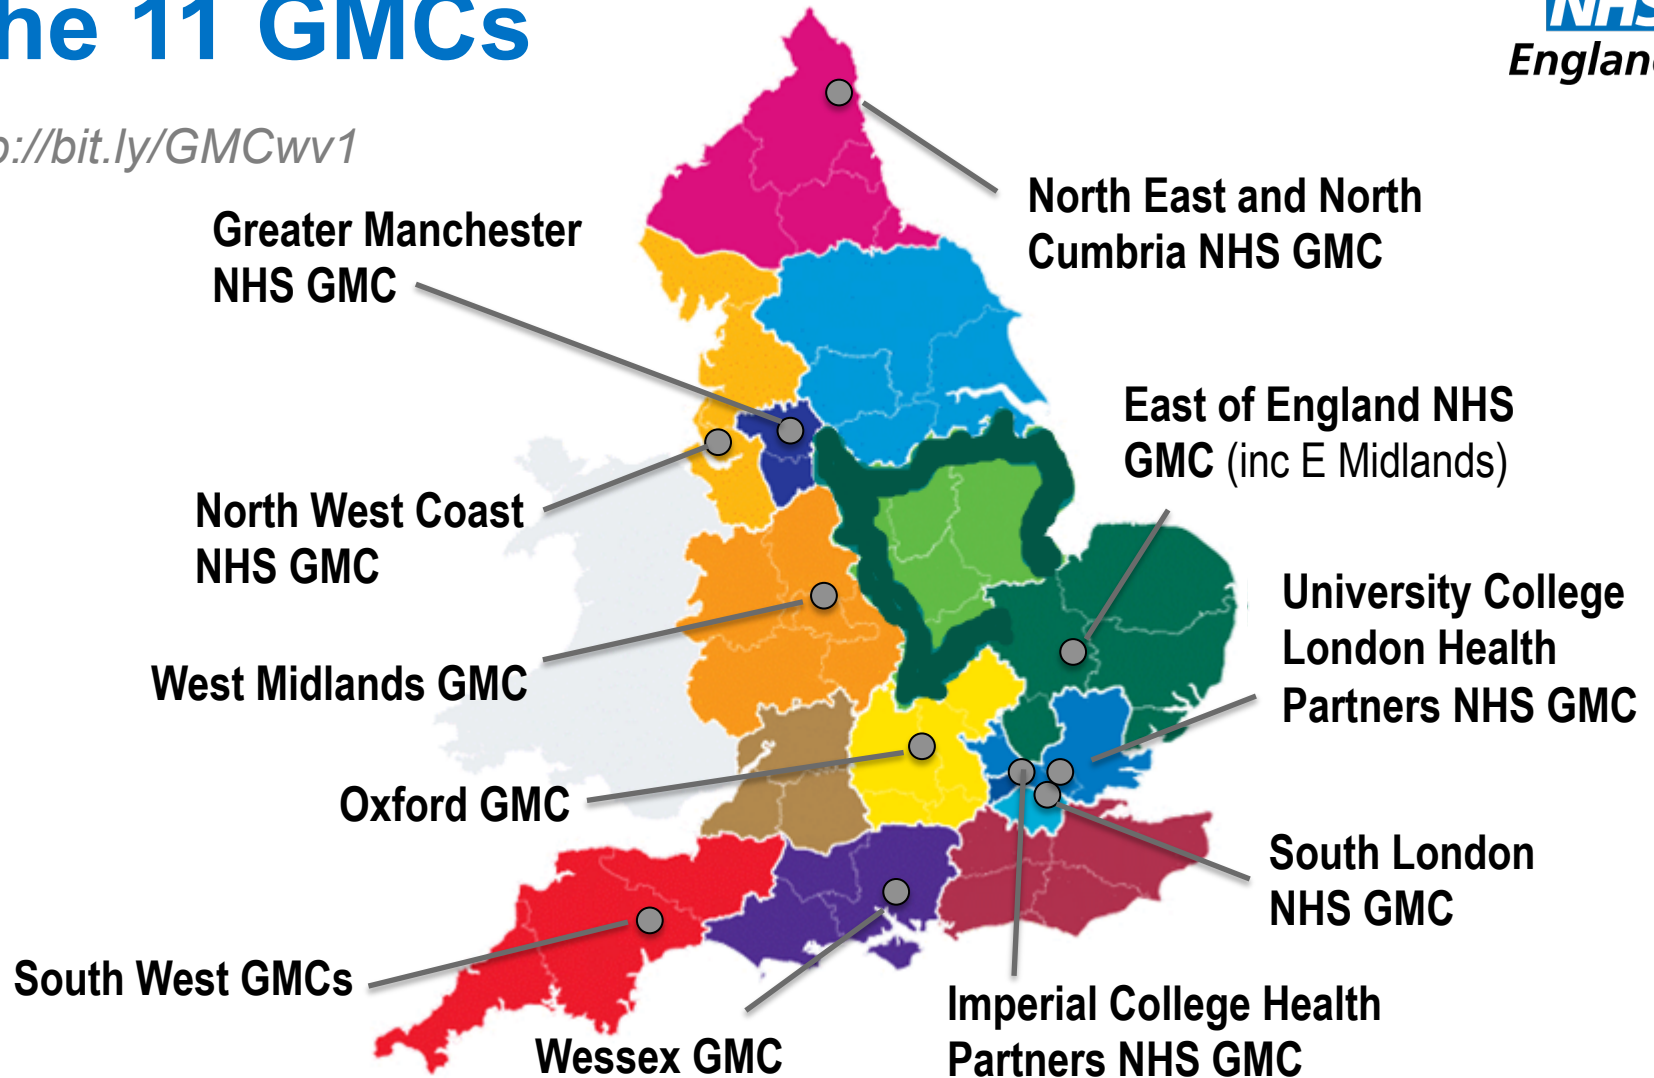 he 11 GMCs
NHS
England
p://bit.ly/GMCwv1
North East and North
Cumbria NHS GMC
Greater Manchester
NHS GMC
East of England NHS
GMC (inc E Midlands)
North West Coast
NHS GMC
University College
London Health
Partners NHS GMC
West Midlands GMC
Oxford GMC
South London
NHS GMC
South West GMCs
Imperial College Health
Partners NHS GMC
Wessex GMC